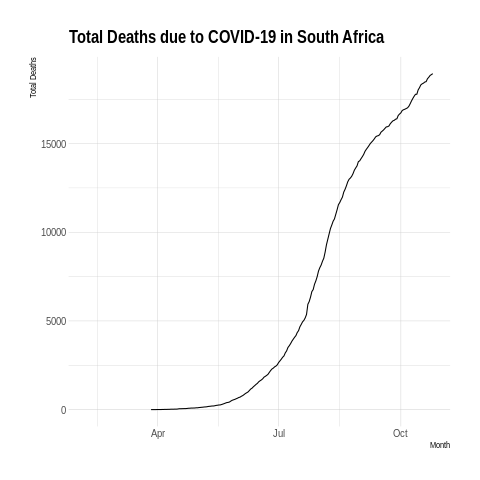 Total Deaths due to COVID-19 in South Africa
Total Deaths
15000
10000
5000
0
Apr Jul Oct
Month